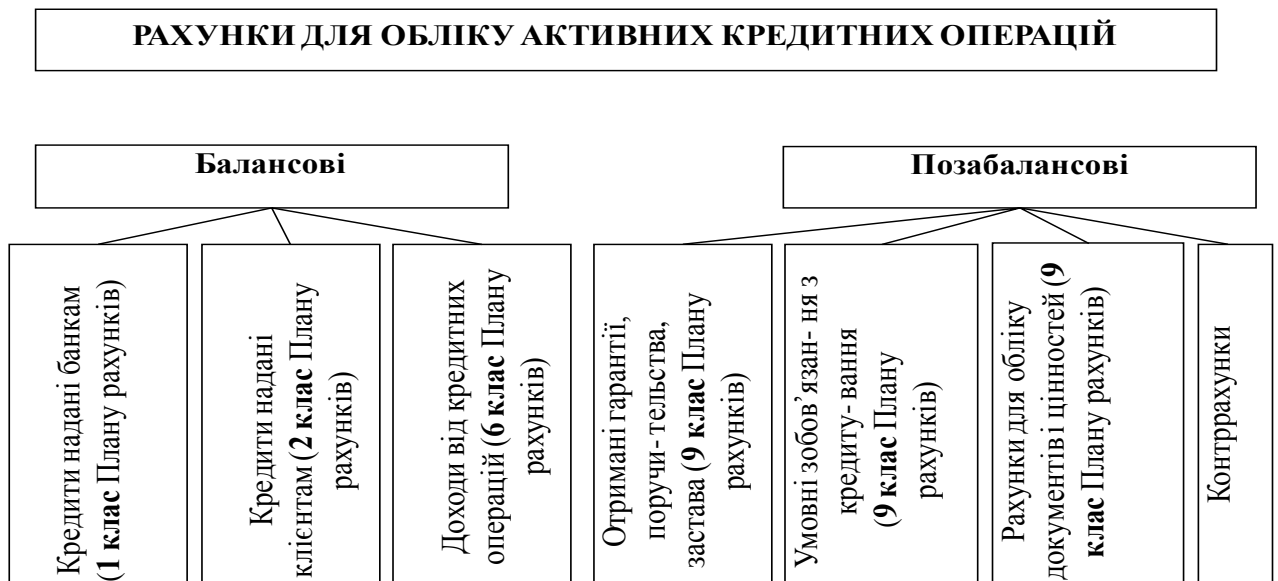 РАХУНКИ ДЛЯ ОБЛІКУ АКТИВНИХ КРЕДИТНИХ ОПЕРАЦІЙ
Балансові
Позабалансові
Кредити надані банкам
(1 клас Плану рахунків)
Кредити надані
клієнтам (2 клас Плану
рахунків)
Доходи від кредитних
операцій (6 клас Плану
рахунків)
Отримані гарантії,
поручи- тельства,
застава (9 клас Плану
рахунків)
Умовні зобов’язан- ня з
кредиту- вання
(9 клас Плану
рахунків)
Рахунки для обліку
документів і цінностей (9
клас Плану рахунків)
Контррахунки